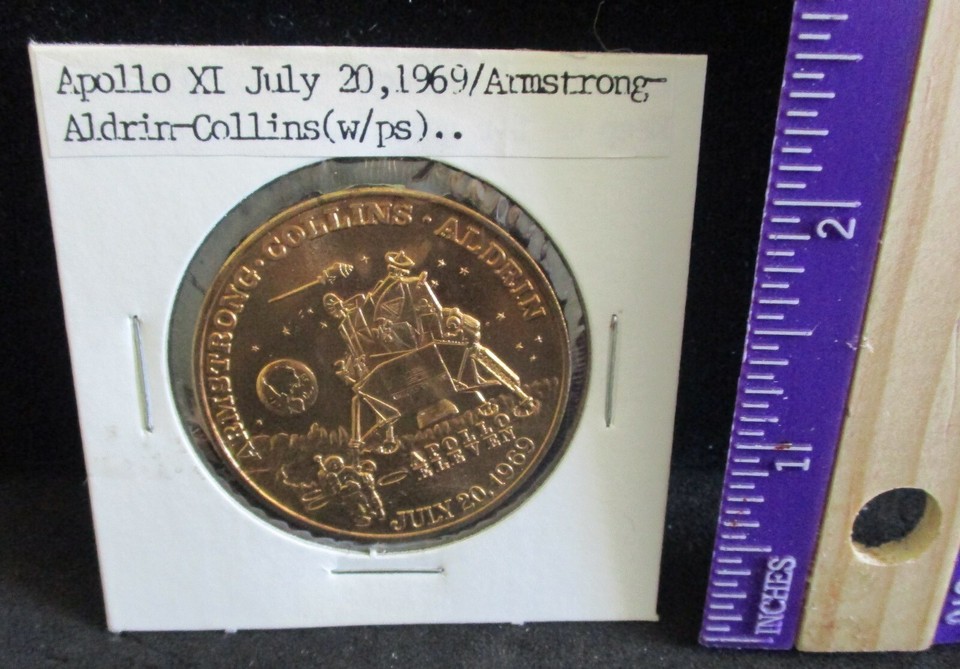 Apollo XI July 20,1969/Armstrong-
Aldrin-Collins(w/ps)..
ARMSTRONG · COLLINS · ALDRIN
APOLLO
ELEVEN
JULY 20, 1969
2
1
INCHES